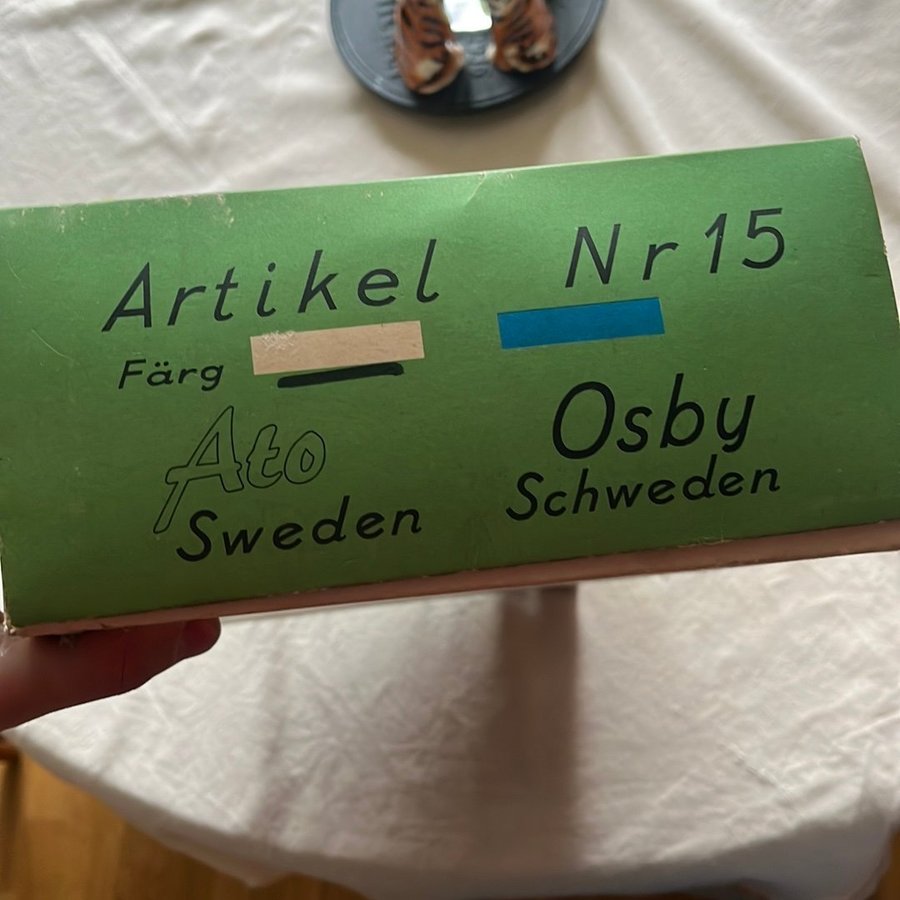 Artikel Nr 15
Färg
Ato Osby
Sweden Schweden